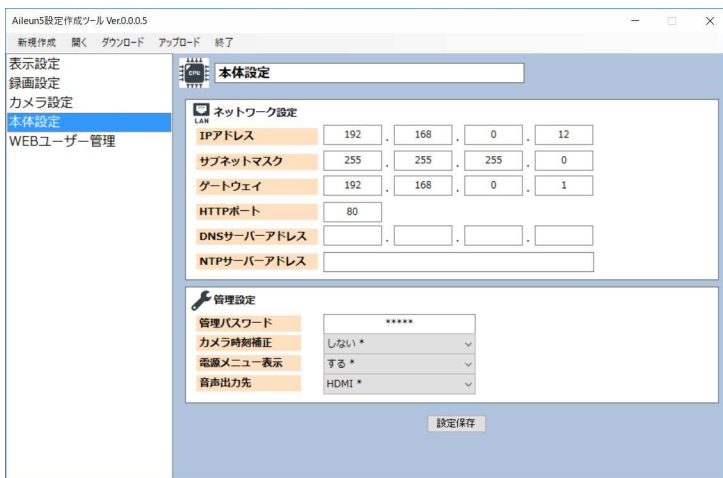 Aileun5設定作成ツール Ver.0.0.0.5
新規作成 開く ダウンロード アップロード 終了
表示設定
録画設定
カメラ設定
本体設定
WEBユーザー管理
CPU 本体設定
LAN ネットワーク設定
IPアドレス 192 . 168 . 0 . 12
サブネットマスク 255 . 255 . 255 . 0
ゲートウェイ 192 . 168 . 0 . 1
HTTPポート 80
DNSサーバーアドレス . . .
NTPサーバーアドレス
管理設定
管理パスワード *****
カメラ時刻補正 しない *
電源メニュー表示 する *
音声出力先 HDMI *
設定保存